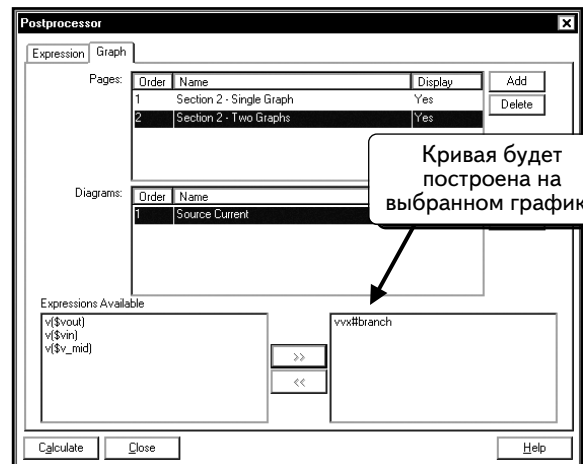 Postprocessor
Expression Graph
Pages:
Order Name Display
1 Section 2 - Single Graph Yes
2 Section 2 - Two Graphs Yes
Add
Delete
Кривая будет
построена на
выбранном график
Diagrams:
Order Name
1 Source Current
Expressions Available
v($vout)
v($vin)
v($v_mid)
>>
<<
vvx#branch
Calculate Close Help